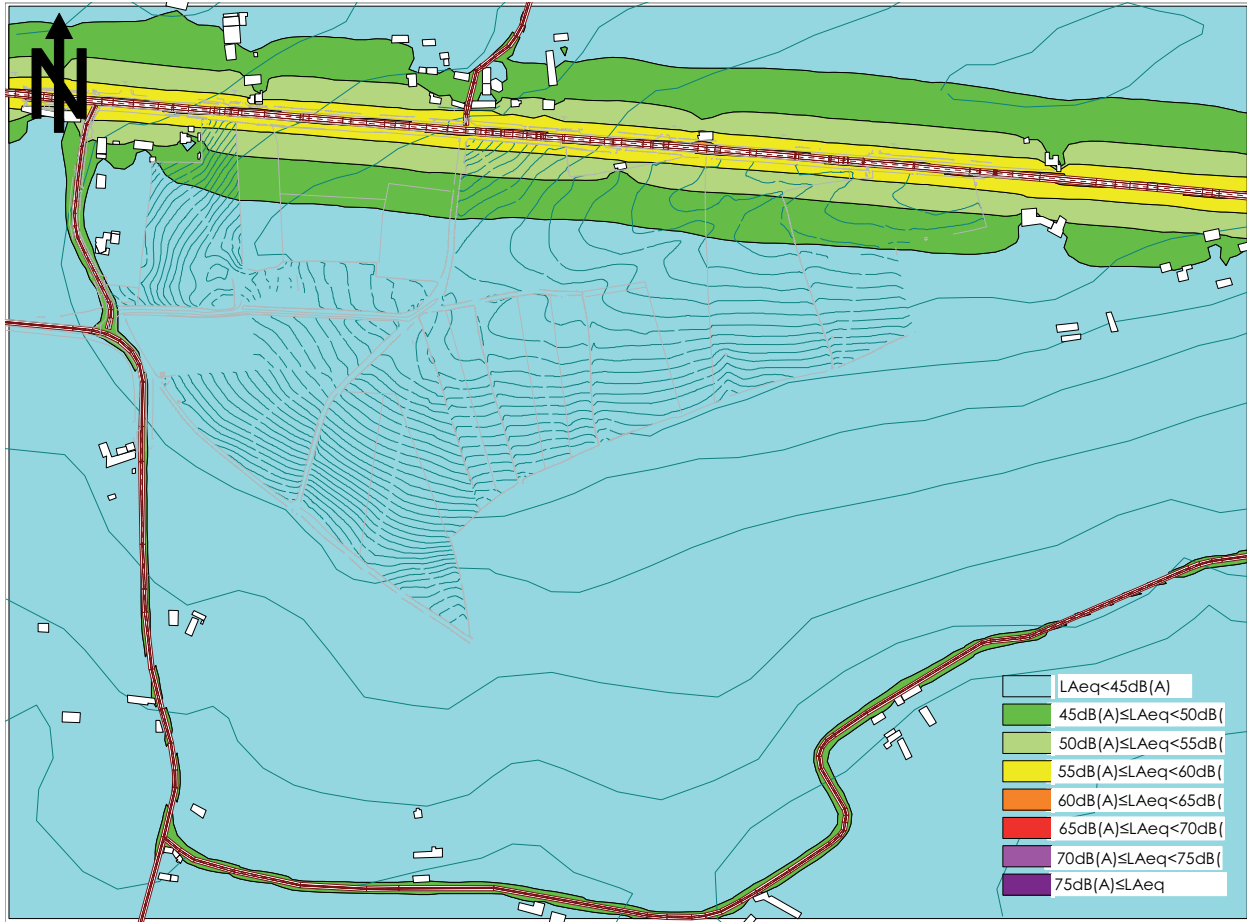 N
LAeq<45dB(A)
45dB(A)≤LAeq<50dB(
50dB(A)≤LAeq<55dB(
55dB(A)≤LAeq<60dB(
60dB(A)≤LAeq<65dB(
65dB(A)≤LAeq<70dB(
70dB(A)≤LAeq<75dB(
75dB(A)≤LAeq